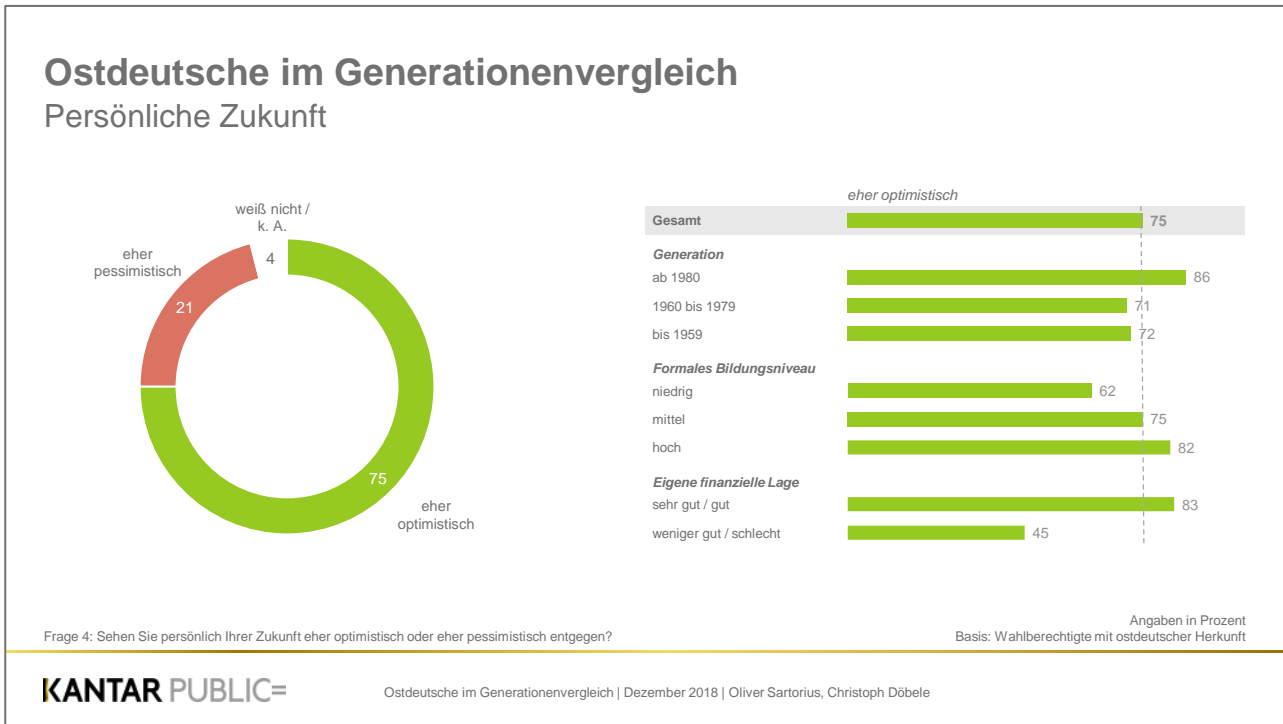 Ostdeutsche im Generationenvergleich
Persönliche Zukunft
weiß nicht /
k. A.
4
eher
pessimistisch
21
75
eher
optimistisch
eher optimistisch
Gesamt 75
Generation
ab 1980 86
1960 bis 1979 71
bis 1959 72
Formales Bildungsniveau
niedrig 62
mittel 75
hoch 82
Eigene finanzielle Lage
sehr gut / gut 83
weniger gut / schlecht 45
Angaben in Prozent
Frage 4: Sehen Sie persönlich Ihrer Zukunft eher optimistisch oder eher pessimistisch entgegen?
Basis: Wahlberechtigte mit ostdeutscher Herkunft
KANTAR PUBLIC=
Ostdeutsche im Generationenvergleich | Dezember 2018 | Oliver Sartorius, Christoph Döbele